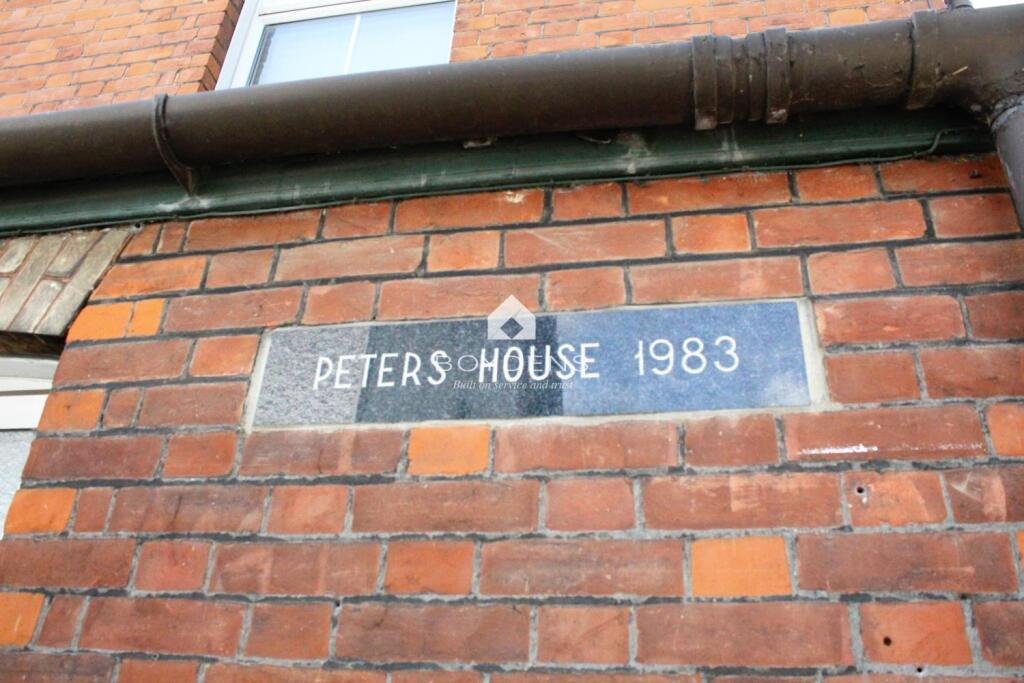 PETERS HOUSE 1983
Built on service and trust